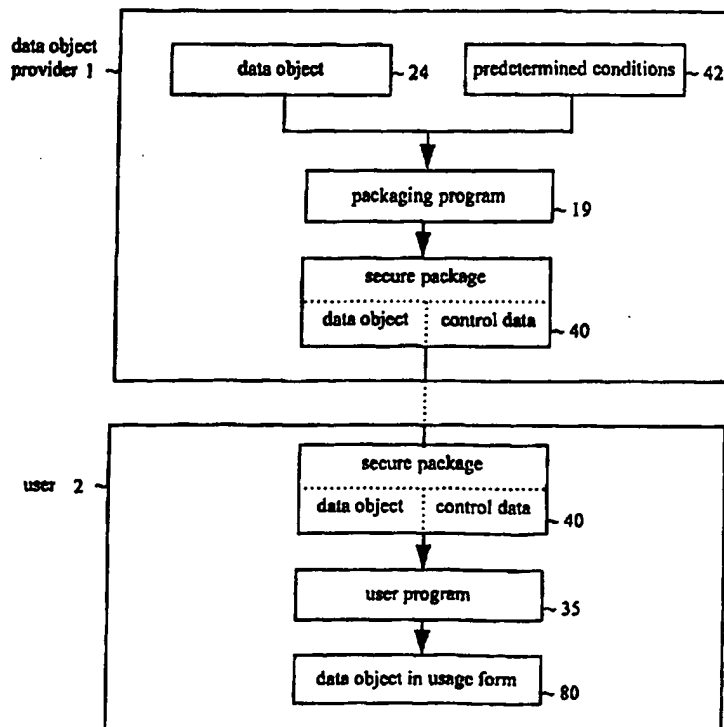 data object
provider 1
data object ~ 24
predetermined conditions ~ 42
packaging program ~ 19
secure package
data object control data ~ 40
user 2
secure package
data object control data ~ 40
user program ~ 35
data object in usage form ~ 80